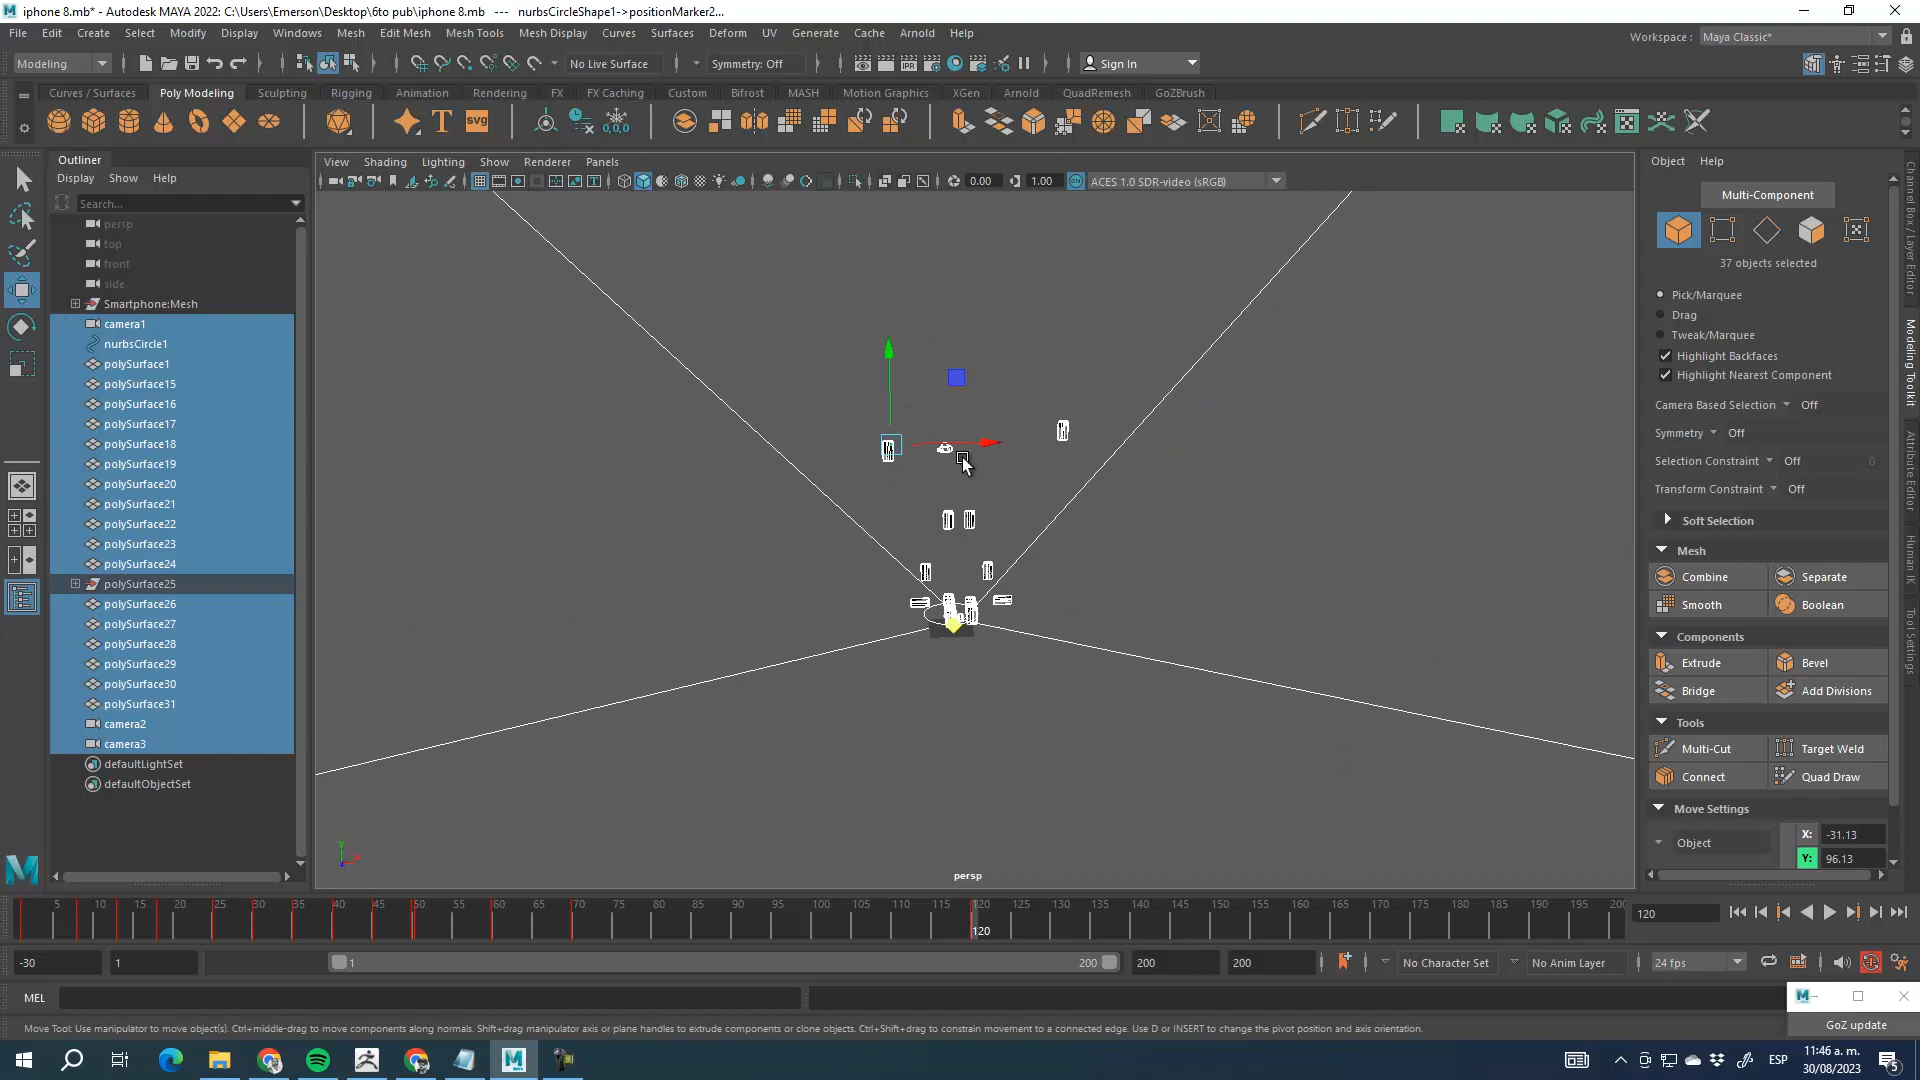 iphone 8.mb* - Autodesk MAYA 2022: C:\Users\Emerson\Desktop\6to pub\iphone 8.mb   ---   nurbsCircleShape1->positionMarker2...
File Edit Create Select Modify Display Windows Mesh Edit Mesh Mesh Tools Mesh Display Curves Surfaces Deform UV Generate Cache Arnold Help
Workspace : Maya Classic*
Modeling No Live Surface Symmetry: Off Sign In
Curves / Surfaces Poly Modeling Sculpting Rigging Animation Rendering FX FX Caching Custom Bifrost MASH Motion Graphics XGen Arnold QuadRemesh GoZBrush
Outliner
Display Show Help
Search...
persp
top
front
side
Smartphone:Mesh
camera1
nurbsCircle1
polySurface1
polySurface15
polySurface16
polySurface17
polySurface18
polySurface19
polySurface20
polySurface21
polySurface22
polySurface23
polySurface24
polySurface25
polySurface26
polySurface27
polySurface28
polySurface29
polySurface30
polySurface31
camera2
camera3
defaultLightSet
defaultObjectSet
View Shading Lighting Show Renderer Panels
0.00 1.00 ACES 1.0 SDR-video (sRGB)
persp
Object Help
Multi-Component
37 objects selected
Pick/Marquee
Drag
Tweak/Marquee
Highlight Backfaces
Highlight Nearest Component
Camera Based Selection Off
Symmetry Off
Selection Constraint Off 0
Transform Constraint Off
Soft Selection
Mesh
Combine Separate
Smooth Boolean
Components
Extrude Bevel
Bridge Add Divisions
Tools
Multi-Cut Target Weld
Connect Quad Draw
Move Settings
Object X: -31.13
Y: 96.13
Channel Box / Layer Editor
Modeling Toolkit
Attribute Editor
Human IK
Tool Settings
5 10 15 20 25 30 35 40 45 50 55 60 65 70 75 80 85 90 95 100 105 110 115 120 125 130 135 140 145 150 155 160 165 170 175 180 185 190 195 200
120
120
-30 1 1 200 200 200 No Character Set No Anim Layer 24 fps
MEL
GoZ update
Move Tool: Use manipulator to move object(s). Ctrl+middle-drag to move components along normals. Shift+drag manipulator axis or plane handles to extrude components or clone objects. Ctrl+Shift+drag to constrain movement to a connected edge. Use D or INSERT to change the pivot position and axis orientation.
ESP
11:46 a. m.
30/08/2023
5